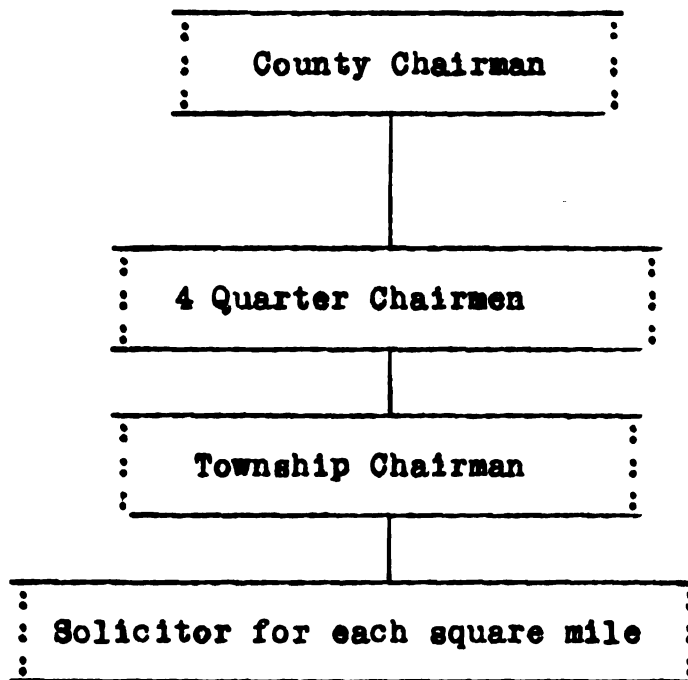 County Chairman
4 Quarter Chairmen
Township Chairman
Solicitor for each square mile